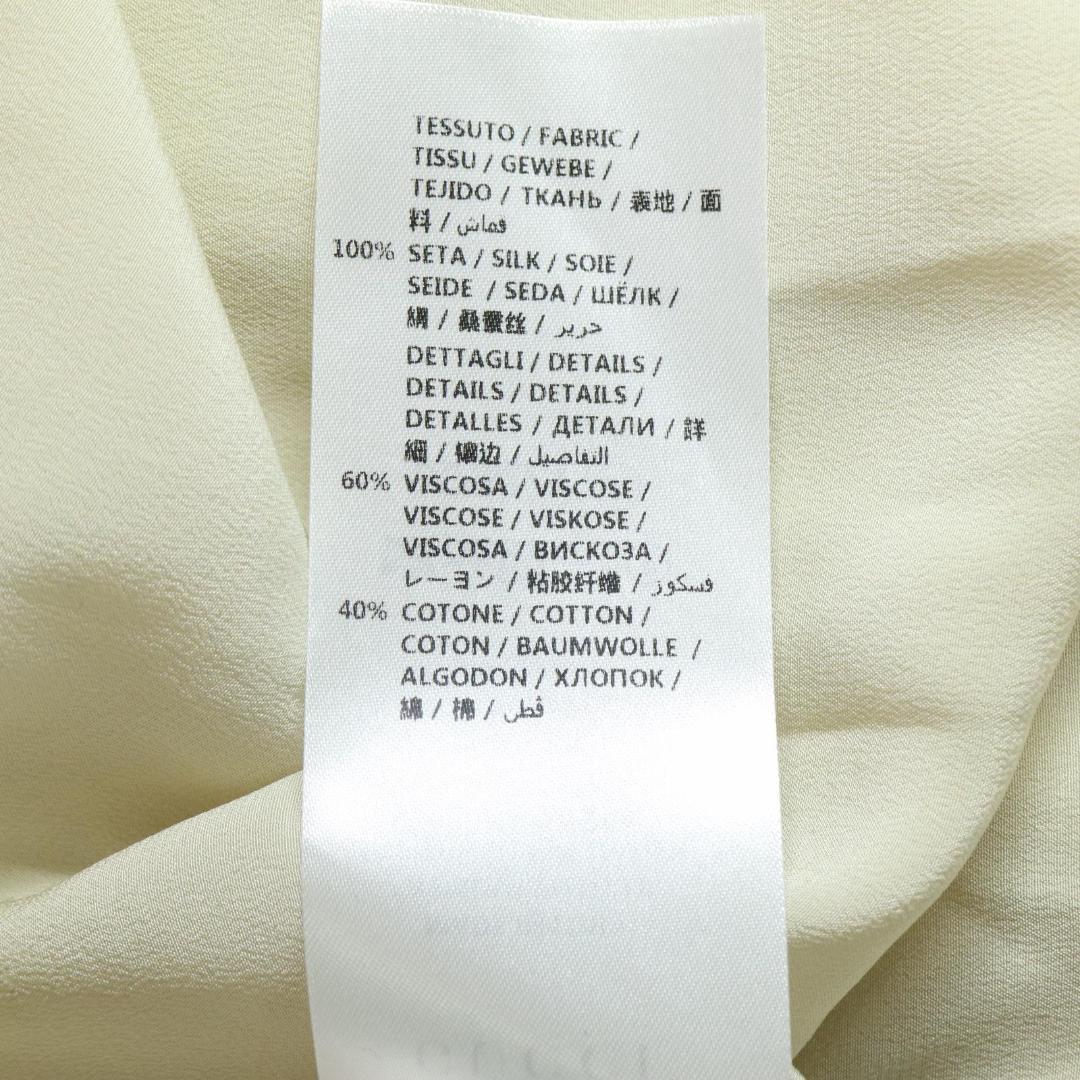 TESSUTO / FABRIC /
TISSU / GEWEBE /
TEJIDO / ТКАНЬ / 表地 / 面
料 / قماش
100% SETA / SILK / SOIE /
SEIDE / SEDA / ШЁЛК /
絹 / 桑蚕丝 / حرير
DETTAGLI / DETAILS /
DETAILS / DETAILS /
DETALLES / ДЕТАЛИ / 詳
細 / 镶边 / التفاصيل
60% VISCOSA / VISCOSE /
VISCOSE / VISKOSE /
VISCOSA / ВИСКОЗА /
レーヨン / 粘胶纤维 / فسكوز
40% COTONE / COTTON /
COTON / BAUMWOLLE /
ALGODON / ХЛОПОК /
綿 / 棉 / قطن